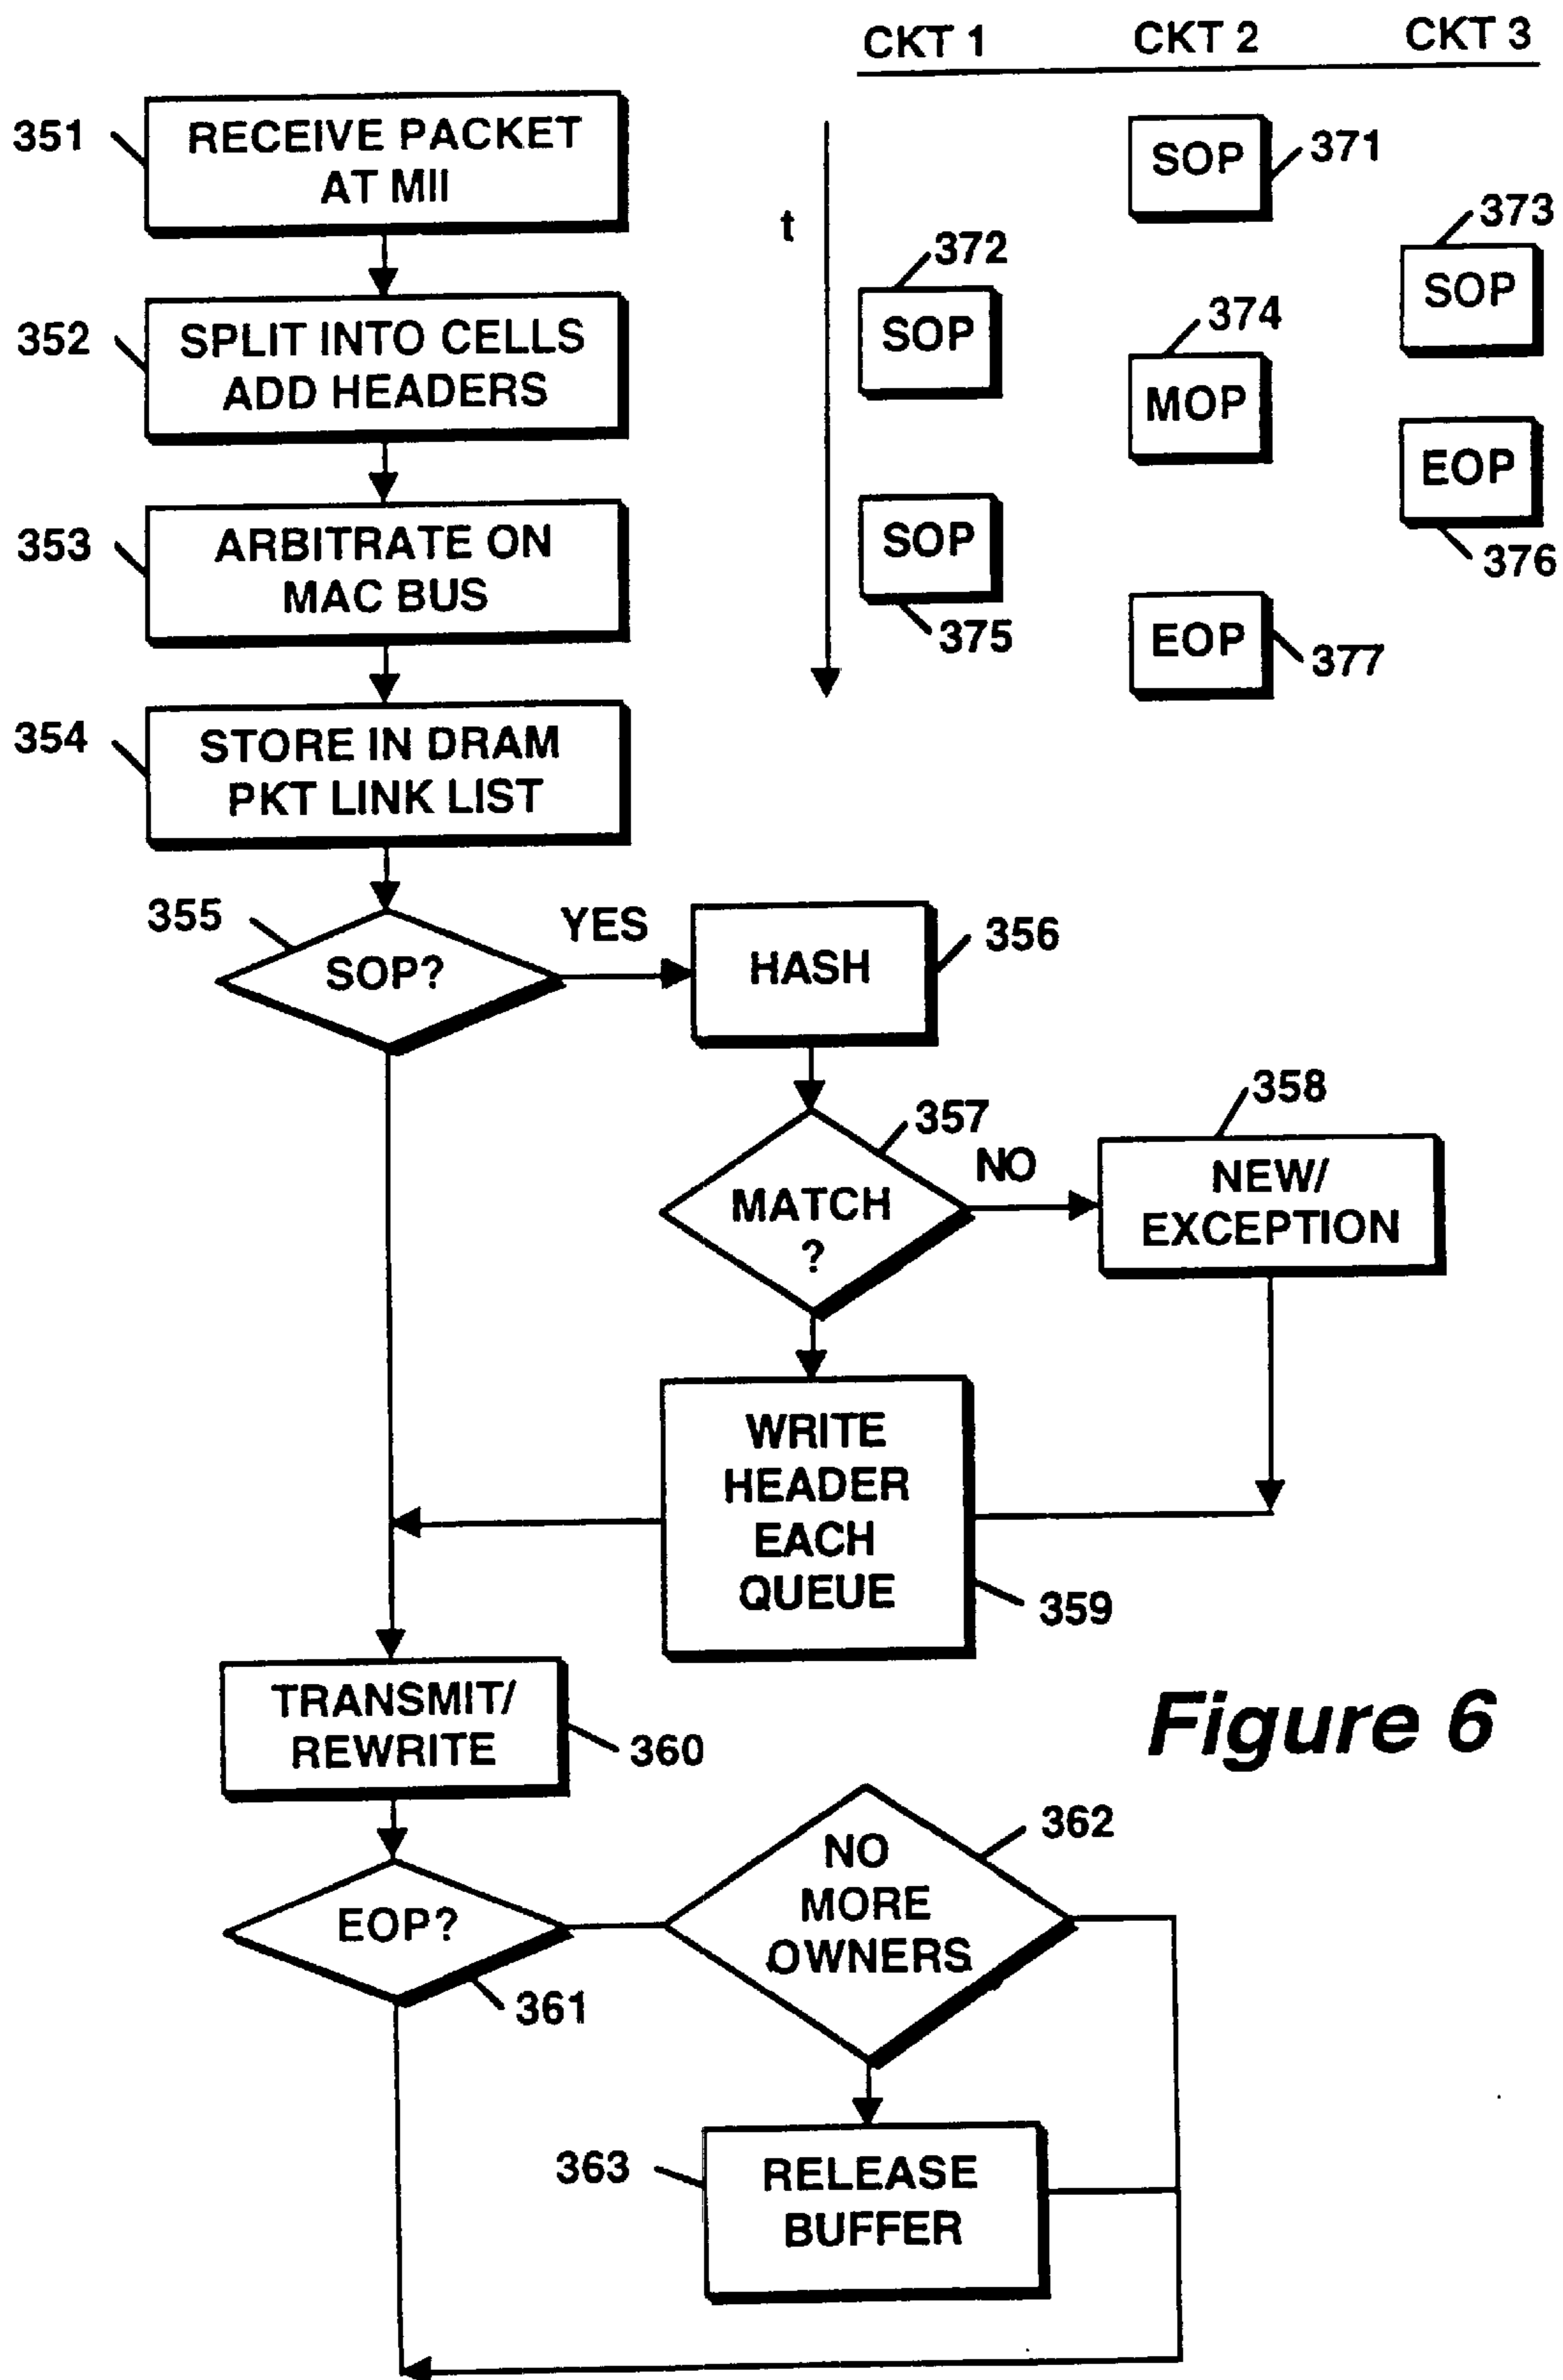 CKT 1 CKT 2 CKT 3
351
RECEIVE PACKET
AT MII
352
SPLIT INTO CELLS
ADD HEADERS
353
ARBITRATE ON
MAC BUS
354
STORE IN DRAM
PKT LINK LIST
t
SOP
371
373
SOP
372
SOP
374
MOP
EOP
376
SOP
375
EOP
377
355
SOP?
YES
HASH
356
357
MATCH
?
NO
358
NEW/
EXCEPTION
WRITE
HEADER
EACH
QUEUE
359
TRANSMIT/
REWRITE
360
Figure 6
EOP?
361
NO
MORE
OWNERS
362
363
RELEASE
BUFFER